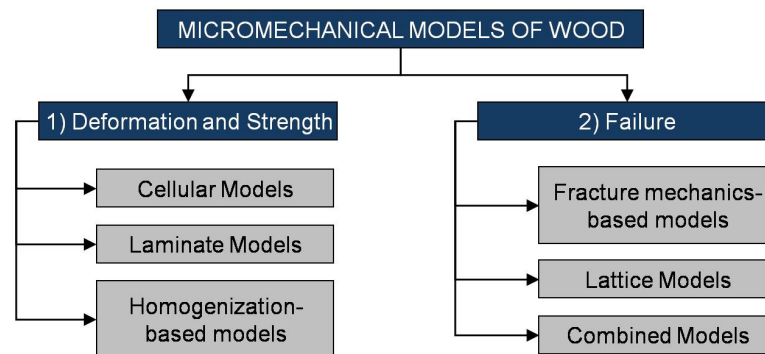 MICROMECHANICAL MODELS OF WOOD
1) Deformation and Strength
Cellular Models
Laminate Models
Homogenization-
based models
2) Failure
Fracture mechanics-
based models
Lattice Models
Combined Models